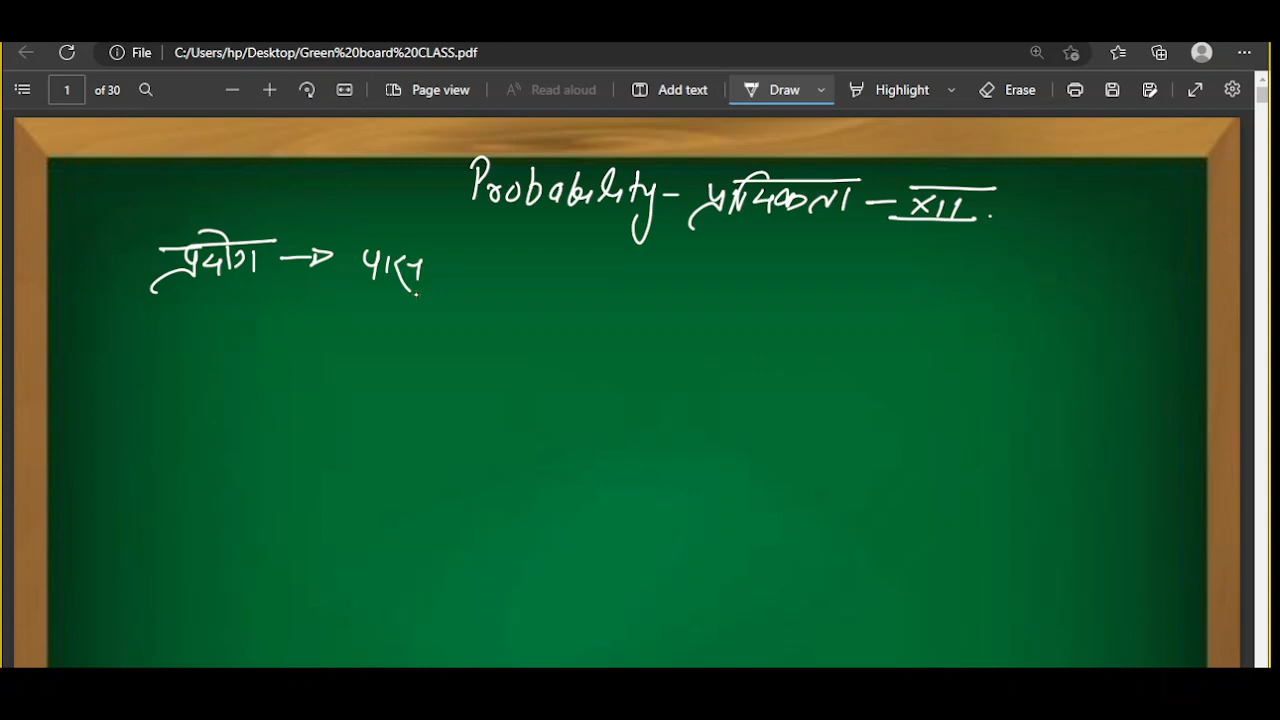 File C:/Users/hp/Desktop/Green%20board%20CLASS.pdf
1 of 30 Page view Read aloud Add text Draw Highlight Erase
Probability - प्रायिकता - XII.
प्रयोग →